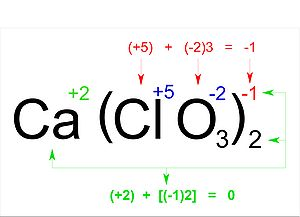 (+5) + (-2)3 = -1
+2 +5 -2 -1
Ca (Cl O3)2
(+2) + [(-1)2] = 0